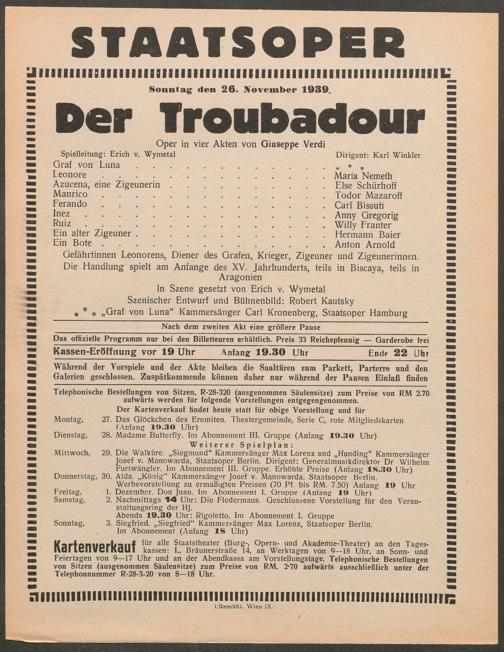 STAATSOPER
Sonntag den 26. November 1939.
Der Troubadour
Oper in vier Akten von Giuseppe Verdi
Spielleitung: Erich v. Wymetal Dirigent: Karl Winkler
Graf von Luna . . . * * *
Leonore . . . Maria Nemeth
Azucena, eine Zigeunerin . . . Else Schürhoff
Manrico . . . Todor Mazaroff
Ferando . . . Carl Bissuti
Inez . . . Anny Gregorig
Ruiz . . . Willy Franter
Ein alter Zigeuner . . . Hermann Baier
Ein Bote . . . Anton Arnold
Gefährtinnen Leonorens, Diener des Grafen, Krieger, Zigeuner und Zigeunerinnen.
Die Handlung spielt am Anfange des XV. Jahrhunderts, teils in Biscaya, teils in
Aragonien
In Szene gesetzt von Erich v. Wymetal
Szenischer Entwurf und Bühnenbild: Robert Kautsky
* * * „Graf von Luna" Kammersänger Carl Kronenberg, Staatsoper Hamburg
Nach dem zweiten Akt eine größere Pause
Das offizielle Programm nur bei den Billetteuren erhältlich. Preis 33 Reichspfennig — Garderobe frei
Kassen-Eröffnung vor 19 Uhr Anfang 19.30 Uhr Ende 22 Uhr
Während der Vorspiele und der Akte bleiben die Saaltüren zum Parkett, Parterre und den
Galerien geschlossen. Zuspätkommende können daher nur während der Pausen Einlaß finden
Telephonische Bestellungen von Sitzen, R-28-320 (ausgenommen Säulensitze) zum Preise von RM 2.70
aufwärts werden für folgende Vorstellungen entgegengenommen.
Der Kartenverkauf findet heute statt für obige Vorstellung und für
Montag, 27. Das Glöckchen des Eremiten. Theatergemeinde, Serie C, rote Mitgliedskarten
(Anfang 19.30 Uhr)
Dienstag, 28. Madame Butterfly. Im Abonnement III. Gruppe (Anfang 19.30 Uhr)
Weiterer Spielplan:
Mittwoch, 29. Die Walküre. „Siegmund" Kammersänger Max Lorenz und „Hunding" Kammersänger
Josef v. Manowarda, Staatsoper Berlin. Dirigent: Generalmusikdirektor Dr Wilhelm
Furtwängler. Im Abonnement III. Gruppe. Erhöhte Preise (Anfang 18.30 Uhr)
Donnerstag, 30. Aida. „König" Kammersänger Josef v. Manowarda, Staatsoper Berlin.
Werbevorstellung zu ermäßigten Preisen (70 Pf. bis RM. 7.50) Anfang 19 Uhr
Freitag, 1. Dezember. Don Juan. Im Abonnement I. Gruppe (Anfang 19 Uhr)
Samstag, 2. Nachmittags 14 Uhr: Die Fledermaus. Geschlossene Vorstellung für den Veran-
staltungsring der HJ.
Abends 19.30 Uhr: Rigoletto. Im Abonnement I. Gruppe
Sonntag, 3. Siegfried. „Siegfried" Kammersänger Max Lorenz, Staatsoper Berlin.
Im Abonnement (Anfang 18 Uhr)
Kartenverkauf für alle Staatstheater (Burg-, Opern- und Akademie-Theater) an den Tages-
kassen: I., Bräunerstraße 14, an Werktagen von 9—18 Uhr, an Sonn- und
Feiertagen von 9—17 Uhr und an der Abendkassa am Vorstellungstage. Telephonische Bestellungen
von Sitzen (ausgenommen Säulensitze) zum Preise von RM. 2·70 aufwärts ausschließlich unter der
Telephonnummer R-28-3-20 von 8—18 Uhr.
Elbemühl, Wien IX.